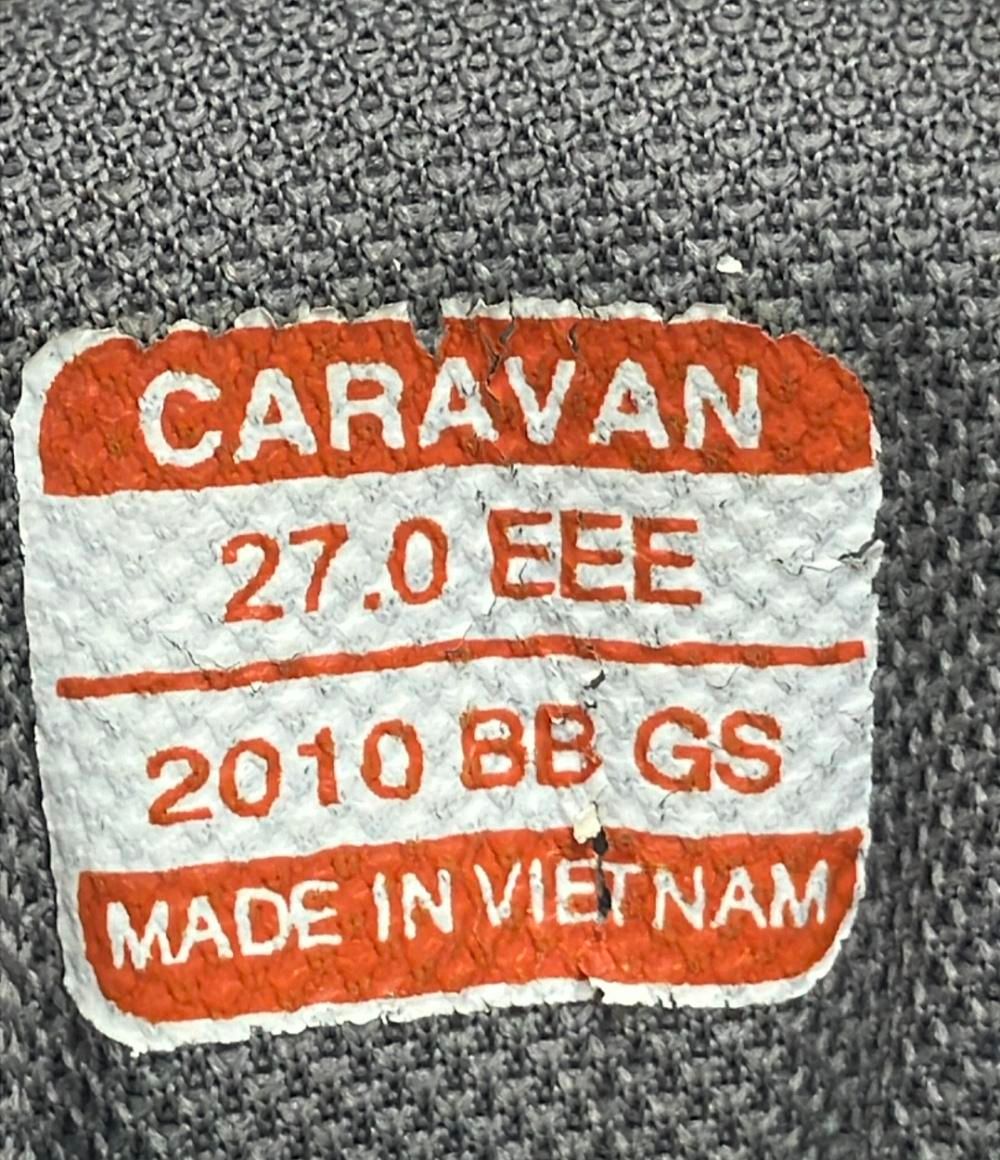 CARAVAN
27.0 EEE
2010 BB GS
MADE IN VIETNAM